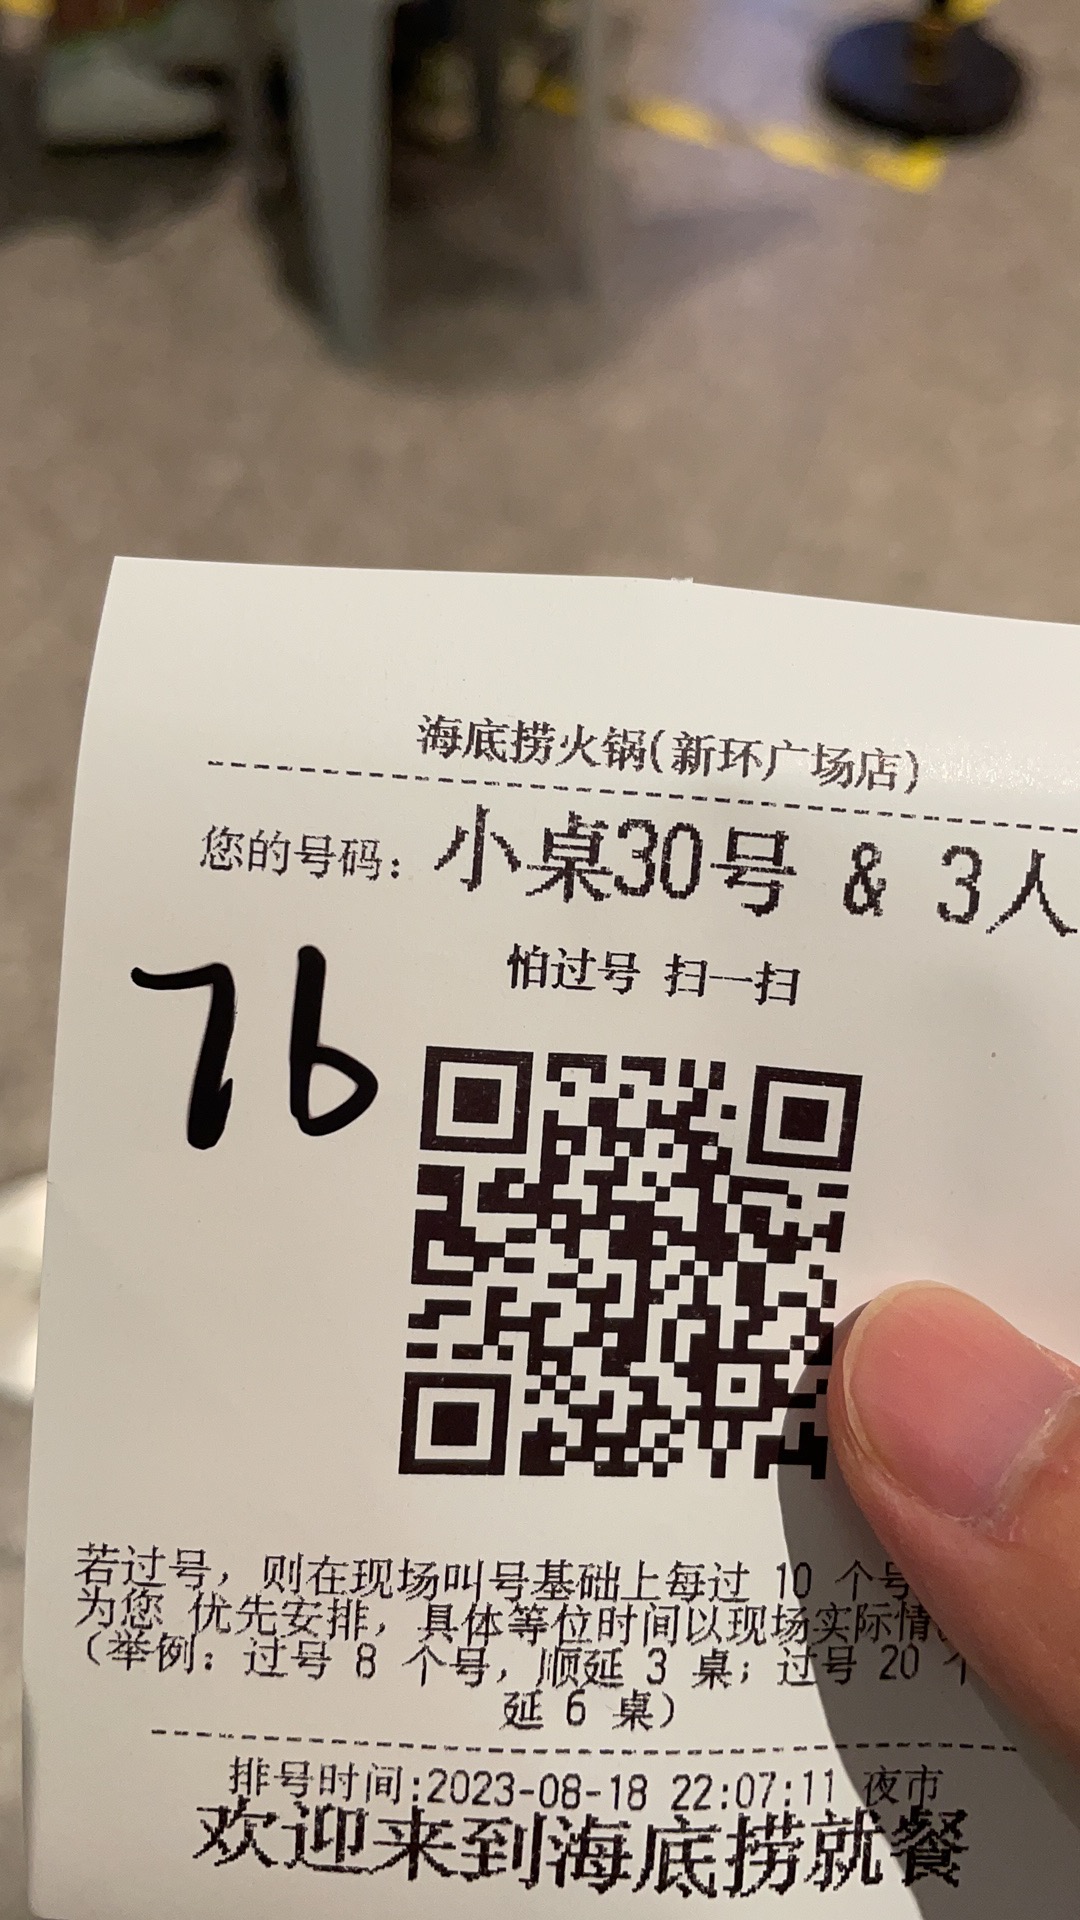 海底捞火锅(新环广场店)
您的号码: 小桌30号 & 3人
怕过号 扫一扫
76
若过号, 则在现场叫号基础上每过 10 个号
为您 优先安排, 具体等位时间以现场实际情
(举例: 过号 8 个号, 顺延 3 桌; 过号 20 个
延 6 桌)
排号时间:2023-08-18 22:07:11 夜市
欢迎来到海底捞就餐